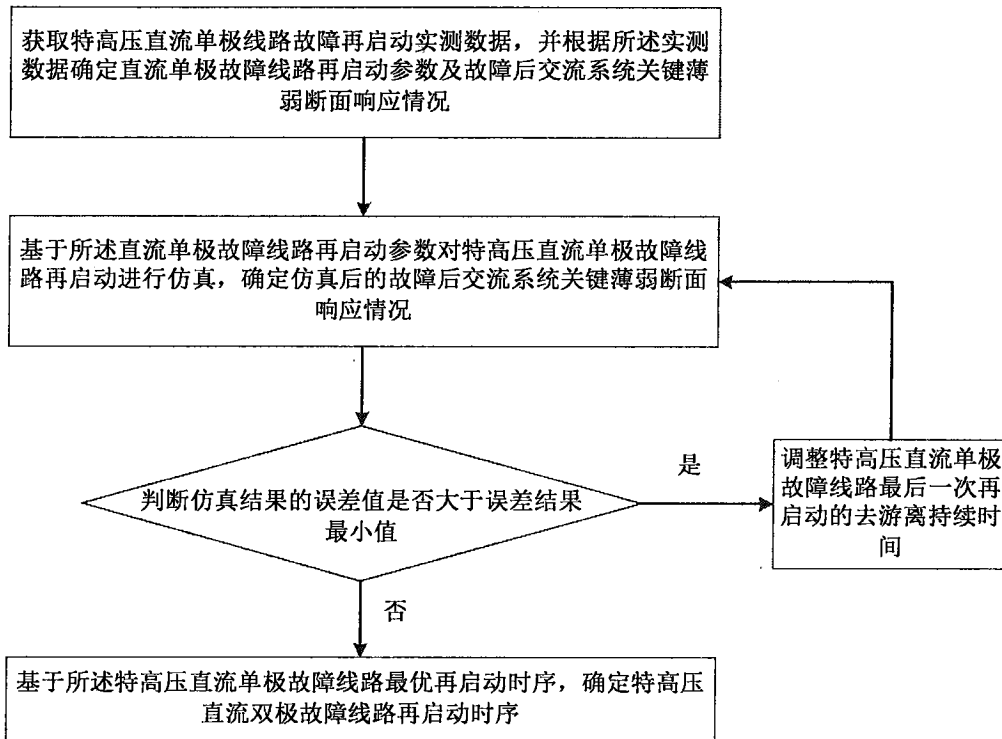 获取特高压直流单极线路故障再启动实测数据，并根据所述实测
数据确定直流单极故障线路再启动参数及故障后交流系统关键薄
弱断面响应情况
基于所述直流单极故障线路再启动参数对特高压直流单极故障线
路再启动进行仿真，确定仿真后的故障后交流系统关键薄弱断面
响应情况
判断仿真结果的误差值是否大于误差结果
最小值
是
调整特高压直流单极
故障线路最后一次再
启动的去游离持续时
间
否
基于所述特高压直流单极故障线路最优再启动时序，确定特高压
直流双极故障线路再启动时序